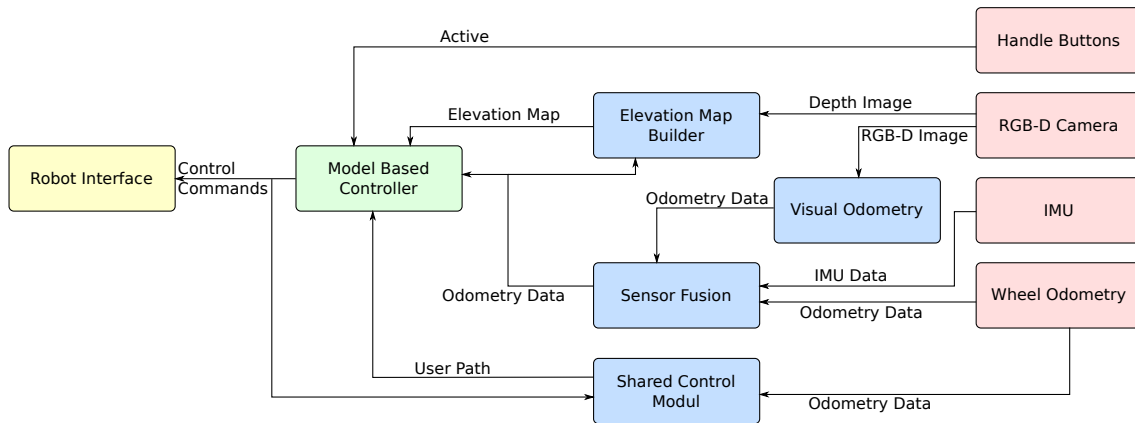 Active
Handle Buttons
Depth Image
RGB-D Image
RGB-D Camera
Elevation Map
Elevation Map
Builder
Robot Interface
Control
Commands
Model Based
Controller
Odometry Data
Visual Odometry
IMU
IMU Data
Odometry Data
Sensor Fusion
Odometry Data
Wheel Odometry
User Path
Shared Control
Modul
Odometry Data